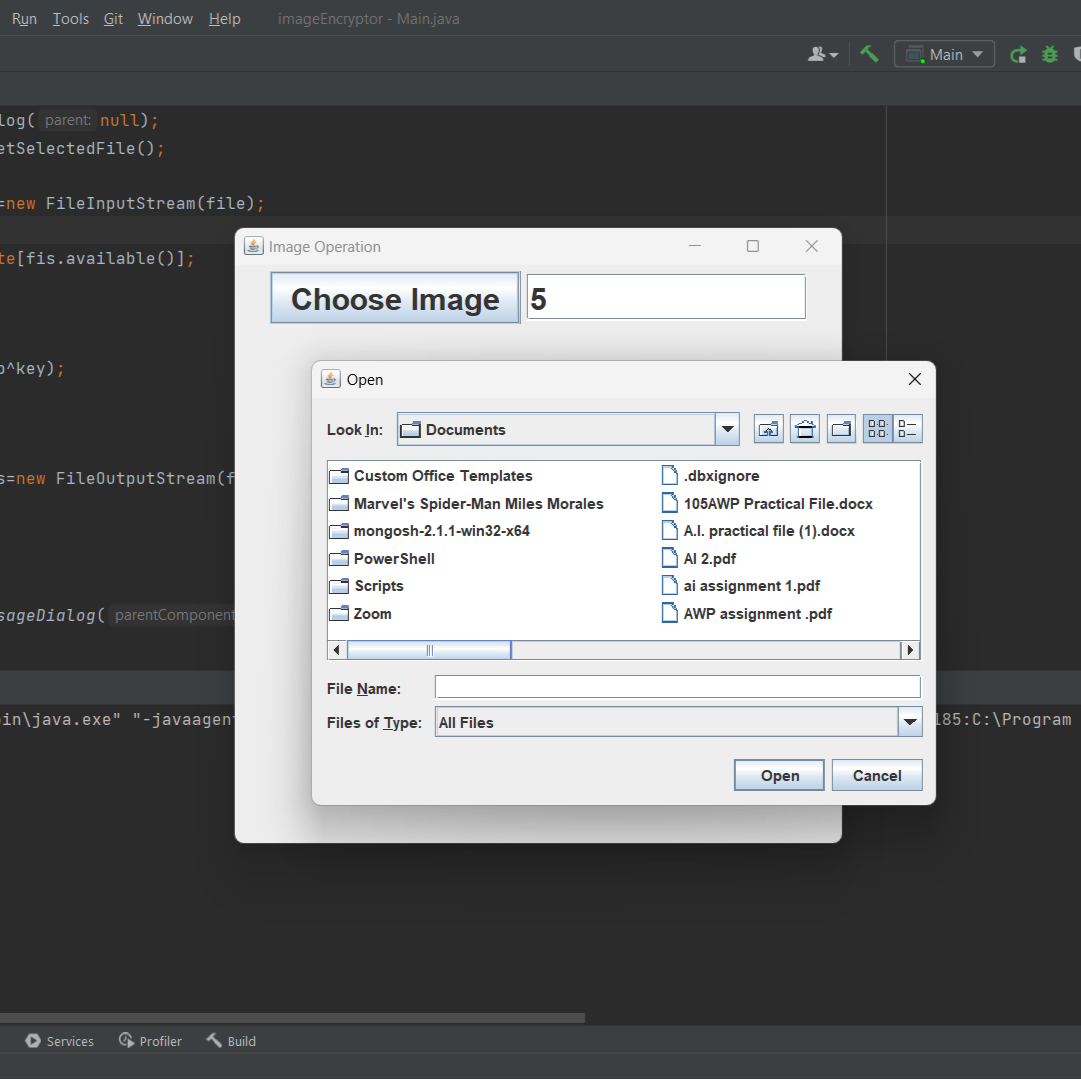 Run Tools Git Window Help imageEncryptor - Main.java
Main
log( parent: null);
etSelectedFile();
=new FileInputStream(file);
te[fis.available()];
o^key);
s=new FileOutputStream(f
sageDialog( parentComponent
in\java.exe" "-javaagent
185:C:\Program
Image Operation
Choose Image 5
Open
Look In: Documents
Custom Office Templates
Marvel's Spider-Man Miles Morales
mongosh-2.1.1-win32-x64
PowerShell
Scripts
Zoom
.dbxignore
105AWP Practical File.docx
A.I. practical file (1).docx
AI 2.pdf
ai assignment 1.pdf
AWP assignment .pdf
File Name:
Files of Type: All Files
Open Cancel
Services Profiler Build